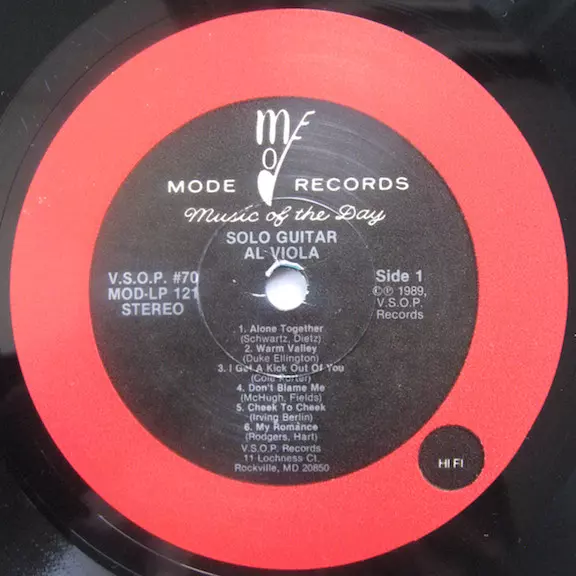 MODE
MODE RECORDS
Music of the Day
SOLO GUITAR
AL VIOLA
V.S.O.P. #70
MOD-LP 121
STEREO
Side 1
©℗ 1989,
V.S.O.P.
Records
1. Alone Together
(Schwartz, Dietz)
2. Warm Valley
(Duke Ellington)
3. I Get A Kick Out Of You
(Cole Porter)
4. Don't Blame Me
(McHugh, Fields)
5. Cheek To Cheek
(Irving Berlin)
6. My Romance
(Rodgers, Hart)
V.S.O.P. Records
11 Lochness Ct.
Rockville, MD 20850
HI FI